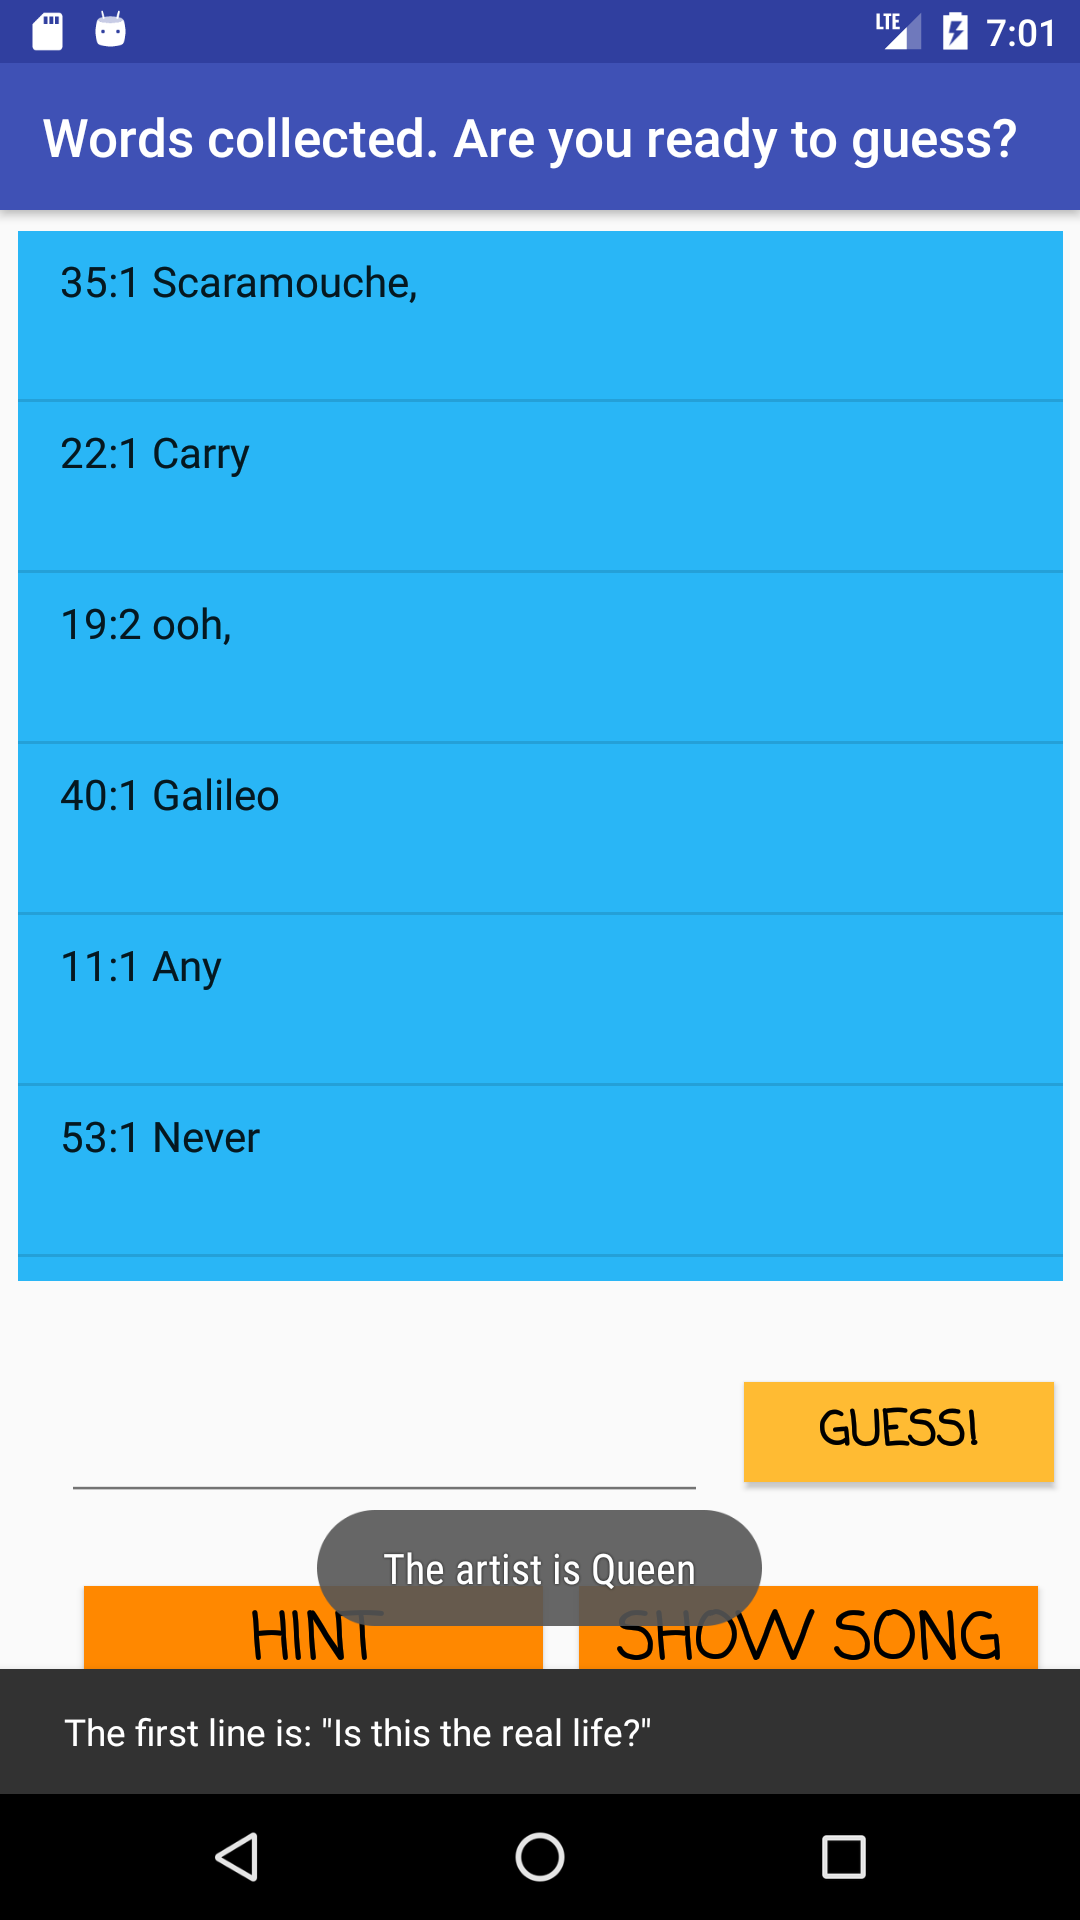 LTE 7:01
Words collected. Are you ready to guess?
35:1 Scaramouche,
22:1 Carry
19:2 ooh,
40:1 Galileo
11:1 Any
53:1 Never
GUESS!
The artist is Queen
HINT SHOW SONG
The first line is: "Is this the real life?"